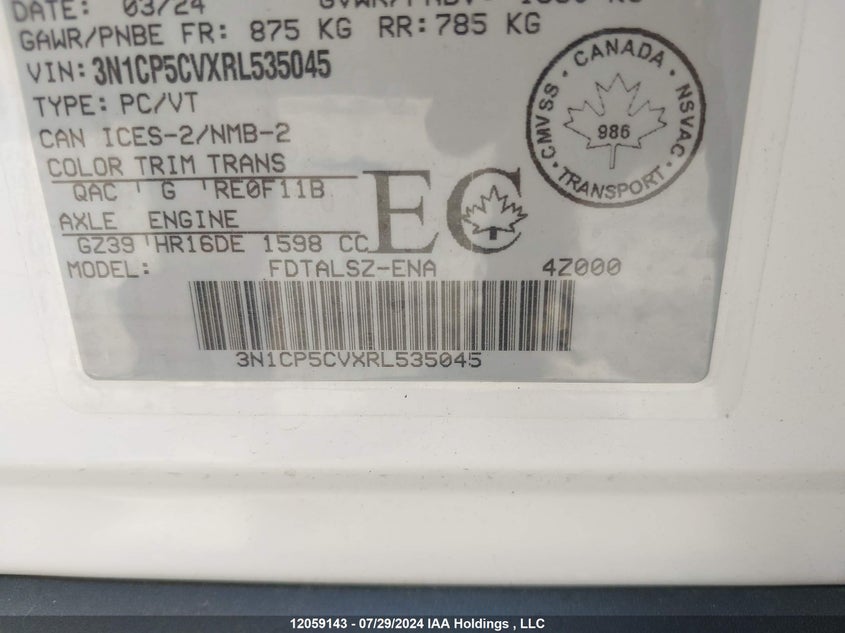 DATE: 03/24
GAWR/PNBE FR: 875 KG RR: 785 KG
VIN: 3N1CP5CVXRL535045
TYPE: PC/VT
CAN ICES-2/NMB-2
COLOR TRIM TRANS
QAC G RE0F11B
AXLE ENGINE
GZ39 HR16DE 1598 CC
EC
MODEL: FDTALSZ-ENA 4Z000
3N1CP5CVXRL535045
CANADA
CMVSS NSVAC
986
TRANSPORT
12059143 - 07/29/2024 IAA Holdings , LLC